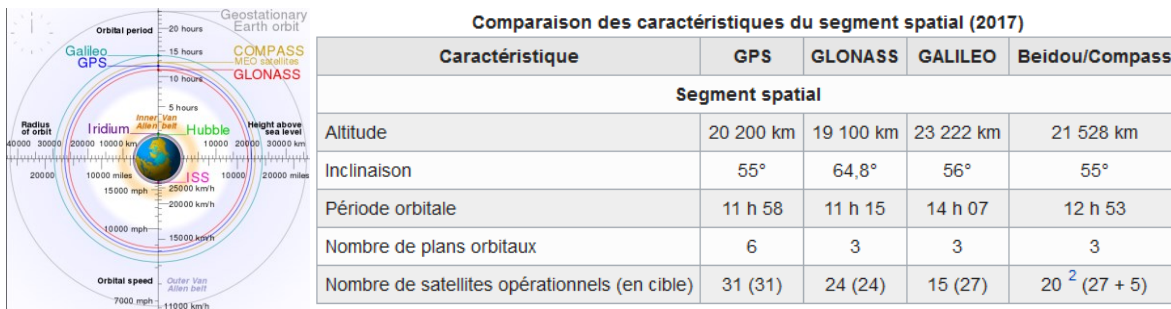 Geostationary
Earth orbit
Orbital period
20 hours
Galileo
15 hours
COMPASS
GPS
MEO satellites
GLONASS
10 hours
5 hours
Radius
of orbit
Inner Van
Allen belt
Height above
sea level
Iridium
Hubble
40000 30000 20000 10000 km
10000 20000 30000 km
ISS
20000 10000 miles
10000 20000 miles
25000 km/h
15000 mph
20000 km/h
10000 mph
15000 km/h
Orbital speed
Outer Van
Allen belt
7000 mph
11000 km/h
Comparaison des caractéristiques du segment spatial (2017)
Caractéristique GPS GLONASS GALILEO Beidou/Compass
Segment spatial
Altitude 20 200 km 19 100 km 23 222 km 21 528 km
Inclinaison 55° 64,8° 56° 55°
Période orbitale 11 h 58 11 h 15 14 h 07 12 h 53
Nombre de plans orbitaux 6 3 3 3
Nombre de satellites opérationnels (en cible) 31 (31) 24 (24) 15 (27) 20 2 (27 + 5)